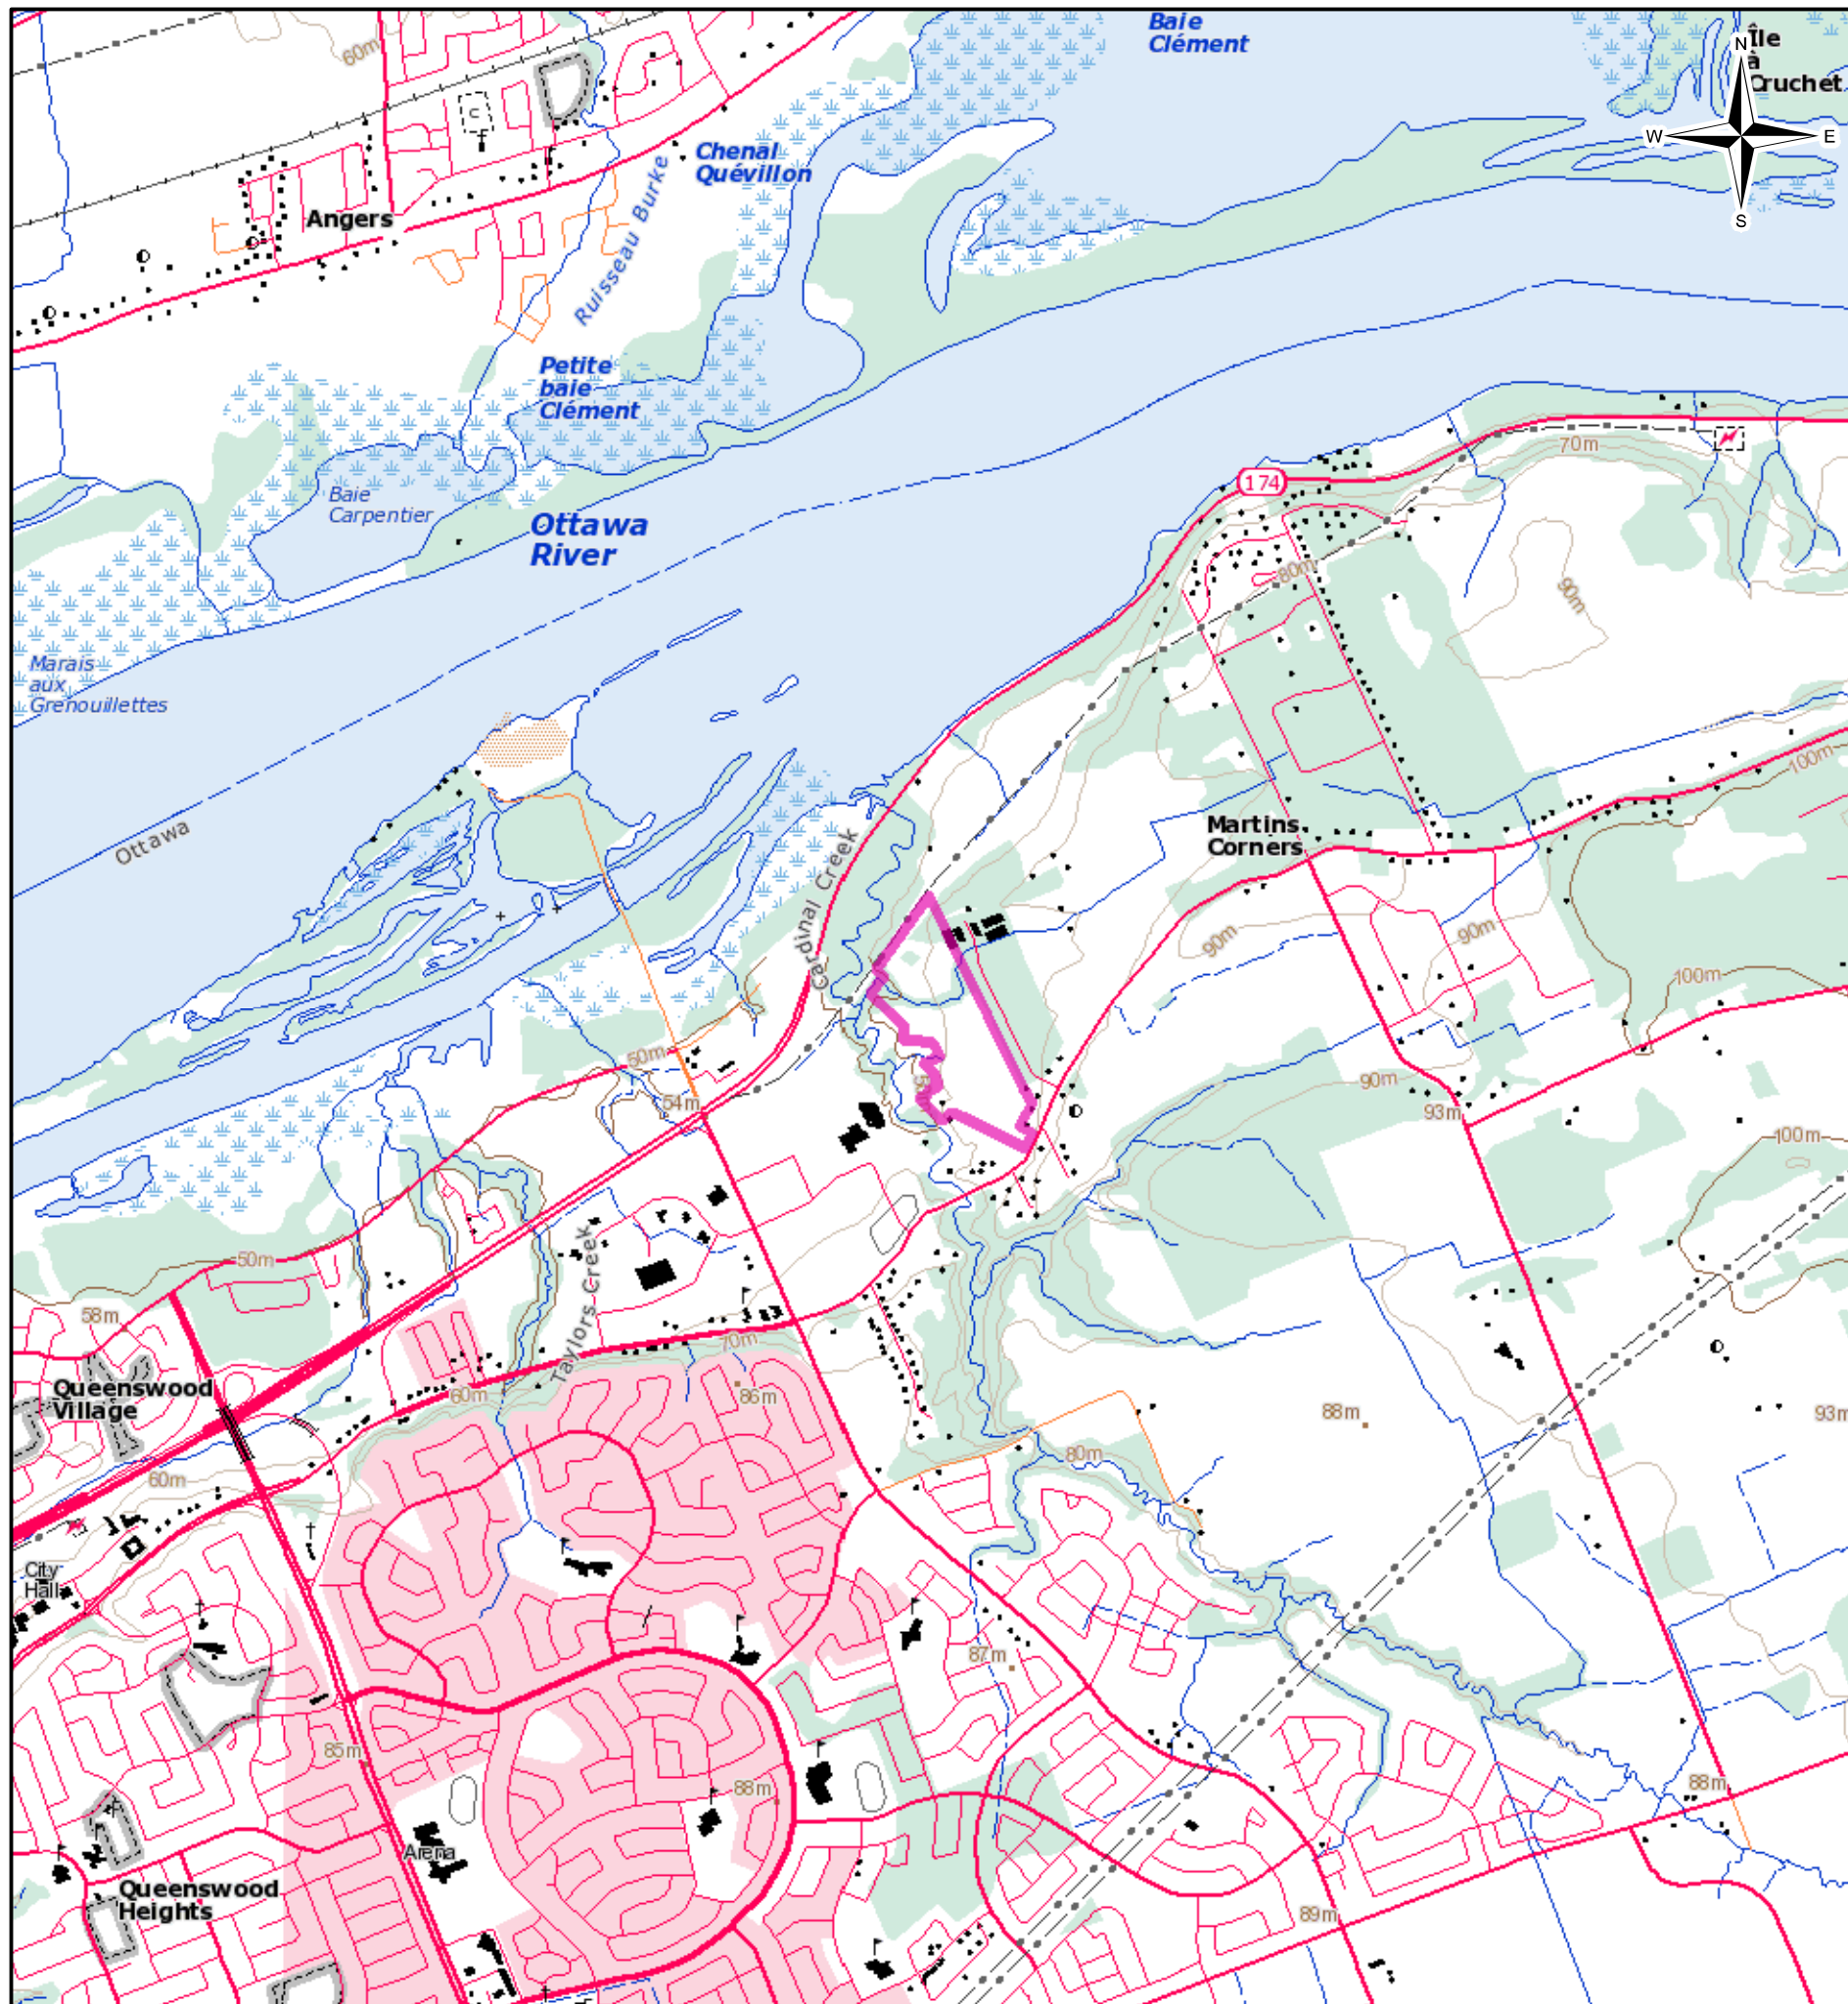 Baie
Clément
Île
à
Cruchet
N
W
E
S
60m
C
Chenal
Quévillon
Angers
Ruisseau Burke
Petite
baie
Clément
70m
174
Baie
Carpentier
Ottawa
River
80m
90m
Marais
aux
Grenouillettes
100m
Ottawa
Martins
Corners
Cardinal Creek
90m
90m
100m
50m
54m
90m
93m
100m
50m
58m
Taylors Creek
70m
Queenswood
Village
60m
86m
88m
93m
80m
60m
City
Hall
87m
85m
88m
88m
Arena
Queenswood
Heights
89m